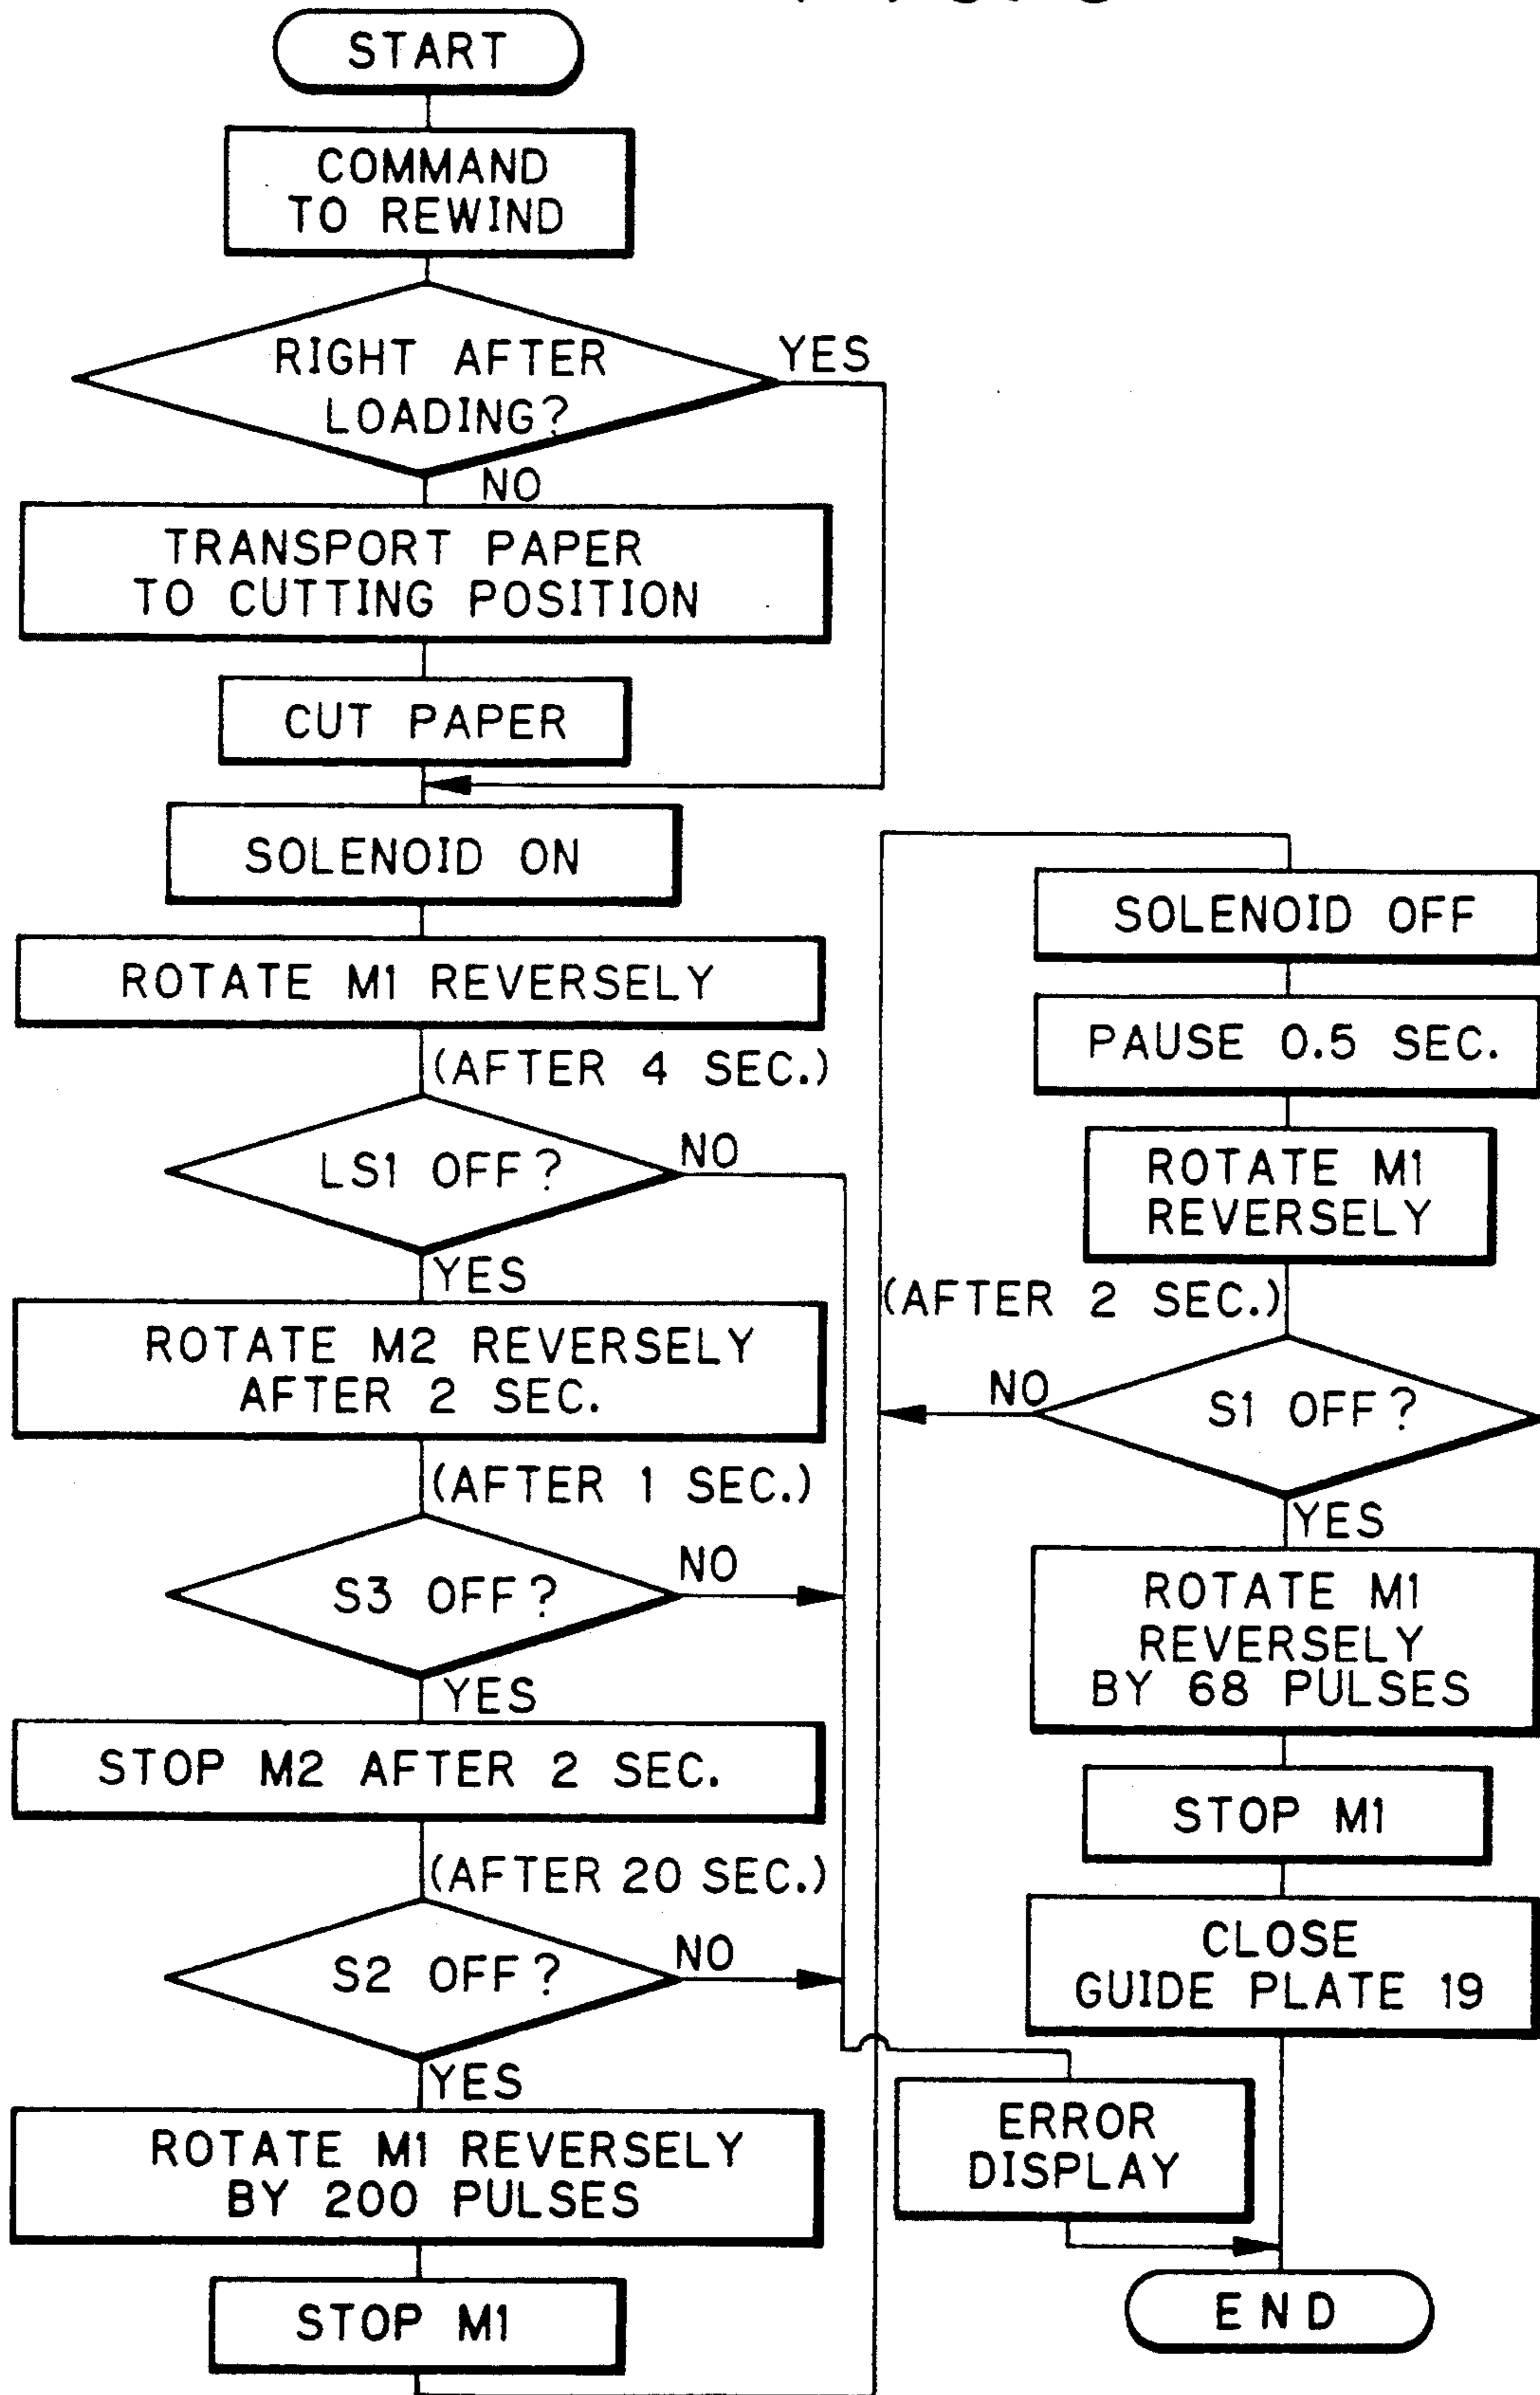 START
COMMAND
TO REWIND
RIGHT AFTER
LOADING?
YES
NO
TRANSPORT PAPER
TO CUTTING POSITION
CUT PAPER
SOLENOID ON
ROTATE M1 REVERSELY
(AFTER 4 SEC.)
LS1 OFF?
NO
YES
ROTATE M2 REVERSELY
AFTER 2 SEC.
(AFTER 1 SEC.)
S3 OFF?
NO
YES
STOP M2 AFTER 2 SEC.
(AFTER 20 SEC.)
S2 OFF?
NO
YES
ROTATE M1 REVERSELY
BY 200 PULSES
STOP M1
SOLENOID OFF
PAUSE 0.5 SEC.
ROTATE M1
REVERSELY
(AFTER 2 SEC.)
S1 OFF?
NO
YES
ROTATE M1
REVERSELY
BY 68 PULSES
STOP M1
CLOSE
GUIDE PLATE 19
ERROR
DISPLAY
END